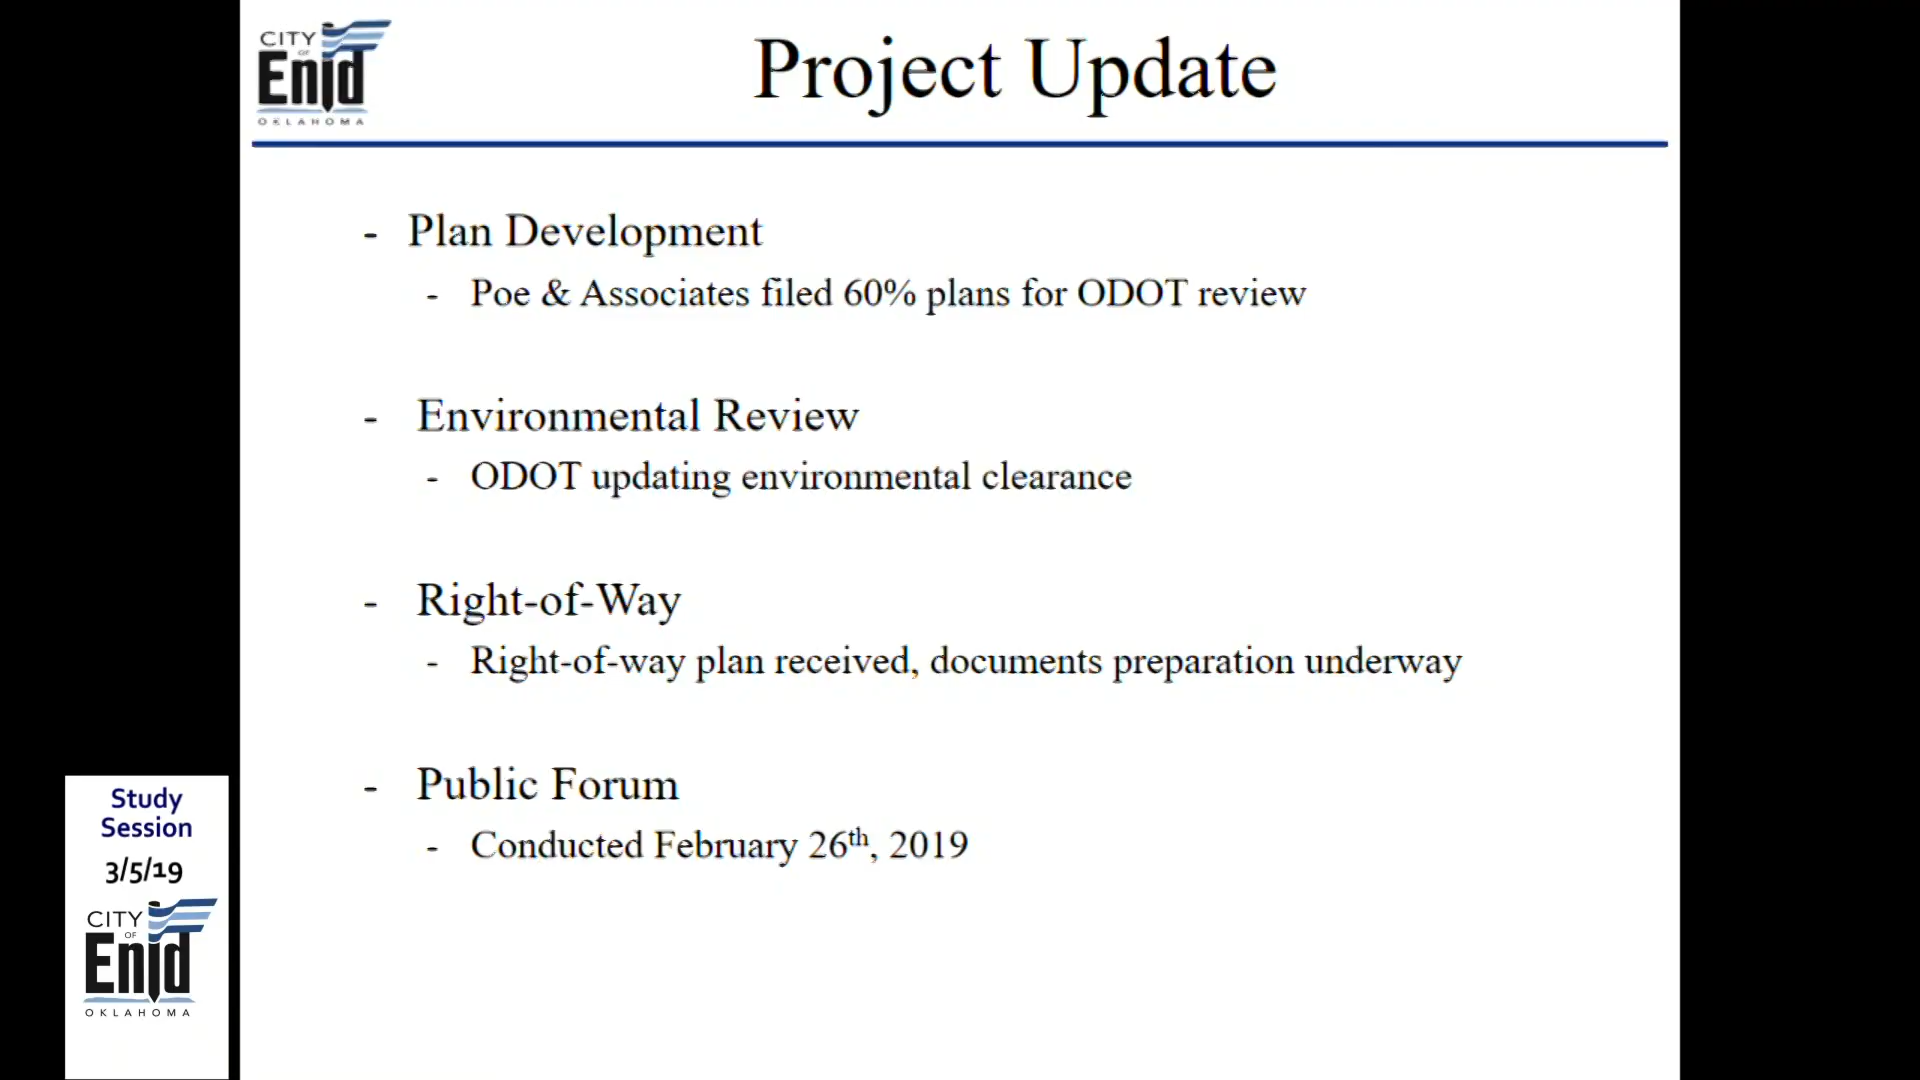 CITY
OF
Enid
OKLAHOMA
Project Update
- Plan Development
- Poe & Associates filed 60% plans for ODOT review
- Environmental Review
- ODOT updating environmental clearance
- Right-of-Way
- Right-of-way plan received, documents preparation underway
- Public Forum
- Conducted February 26th, 2019
Study
Session
3/5/19
CITY
OF
Enid
OKLAHOMA